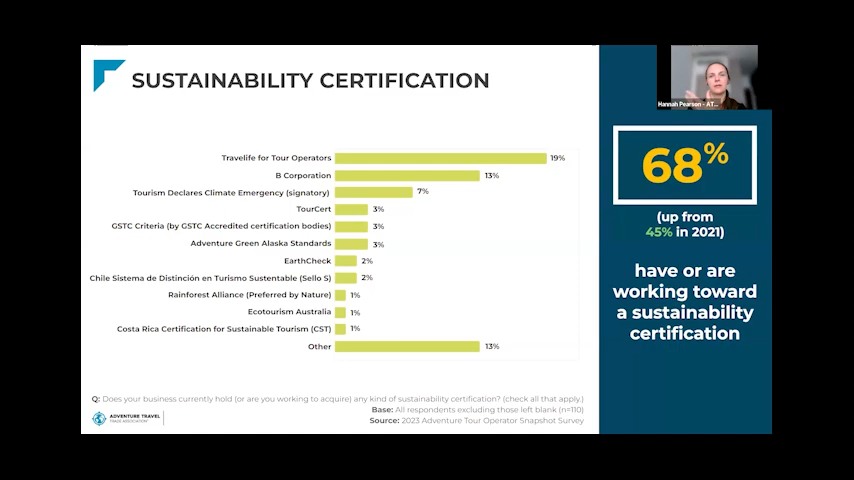 SUSTAINABILITY CERTIFICATION
Hannah Pearson - AT...
Travelife for Tour Operators 19%
B Corporation 13%
Tourism Declares Climate Emergency (signatory) 7%
TourCert 3%
GSTC Criteria (by GSTC Accredited certification bodies) 3%
Adventure Green Alaska Standards 3%
EarthCheck 2%
Chile Sistema de Distinción en Turismo Sustentable (Sello S) 2%
Rainforest Alliance (Preferred by Nature) 1%
Ecotourism Australia 1%
Costa Rica Certification for Sustainable Tourism (CST) 1%
Other 13%
68%
(up from
45% in 2021)
have or are
working toward
a sustainability
certification
Q: Does your business currently hold (or are you working to acquire) any kind of sustainability certification? (check all that apply.)
Base: All respondents excluding those left blank (n=110)
Source: 2023 Adventure Tour Operator Snapshot Survey
ADVENTURE TRAVEL
TRADE ASSOCIATION